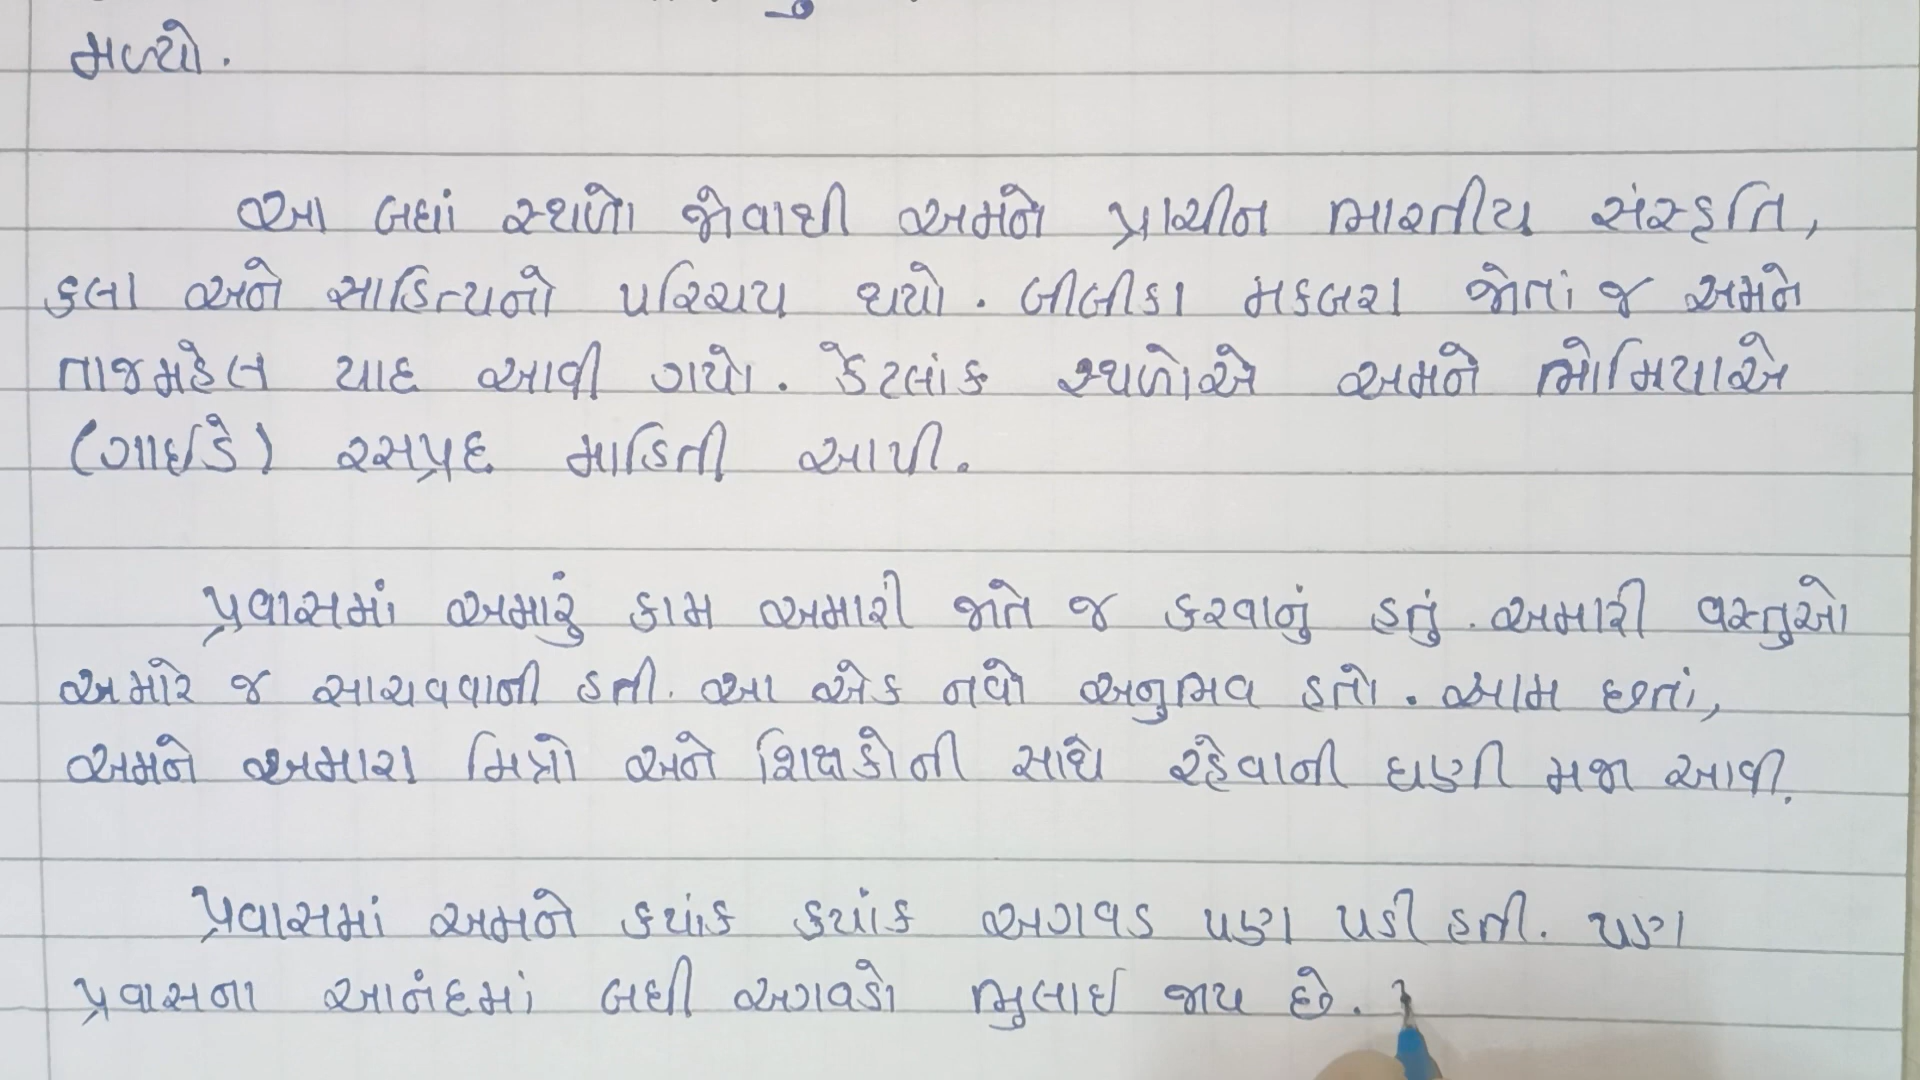 મળ્યો.
આ બધાં સ્થળો જોવાથી અમને પ્રાચીન ભારતીય સંસ્કૃતિ,
કલા અને સાહિત્યનો પરિચય થયો. બીબીકા મકબરા જોતાં જ અમને
તાજમહેલ યાદ આવી ગયો. કેટલાંક સ્થળોએ અમને ભોમિયાએ
(ગાઇડે) રસપ્રદ માહિતી આપી.
પ્રવાસમાં અમારું કામ અમારી જાતે જ કરવાનું હતું. અમારી વસ્તુઓ
અમારે જ સાચવવાની હતી. આ એક નવો અનુભવ હતો. આમ છતાં,
અમને અમારા મિત્રો અને શિક્ષકોની સાથે રહેવાની ઘણી મજા આવી.
પ્રવાસમાં અમને કયાંક કયાંક અગવડ પણ પડી હતી. પણ
પ્રવાસના આનંદમાં બધી અગવડો ભુલાઇ જાય છે.